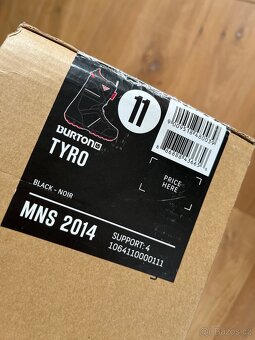 11
BURTON
TYRO
PRICE
HERE
BLACK - NOIR
MNS 2014
SUPPORT: 4
1064110000111